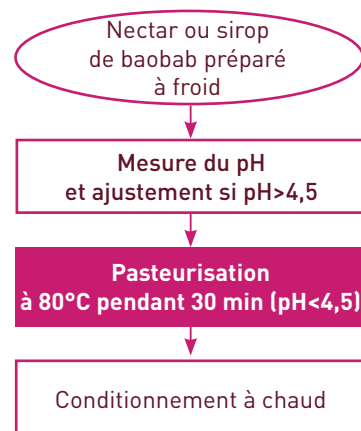 Nectar ou sirop
de baobab préparé
à froid
Mesure du pH
et ajustement si pH>4,5
Pasteurisation
à 80°C pendant 30 min (pH<4,5)
Conditionnement à chaud